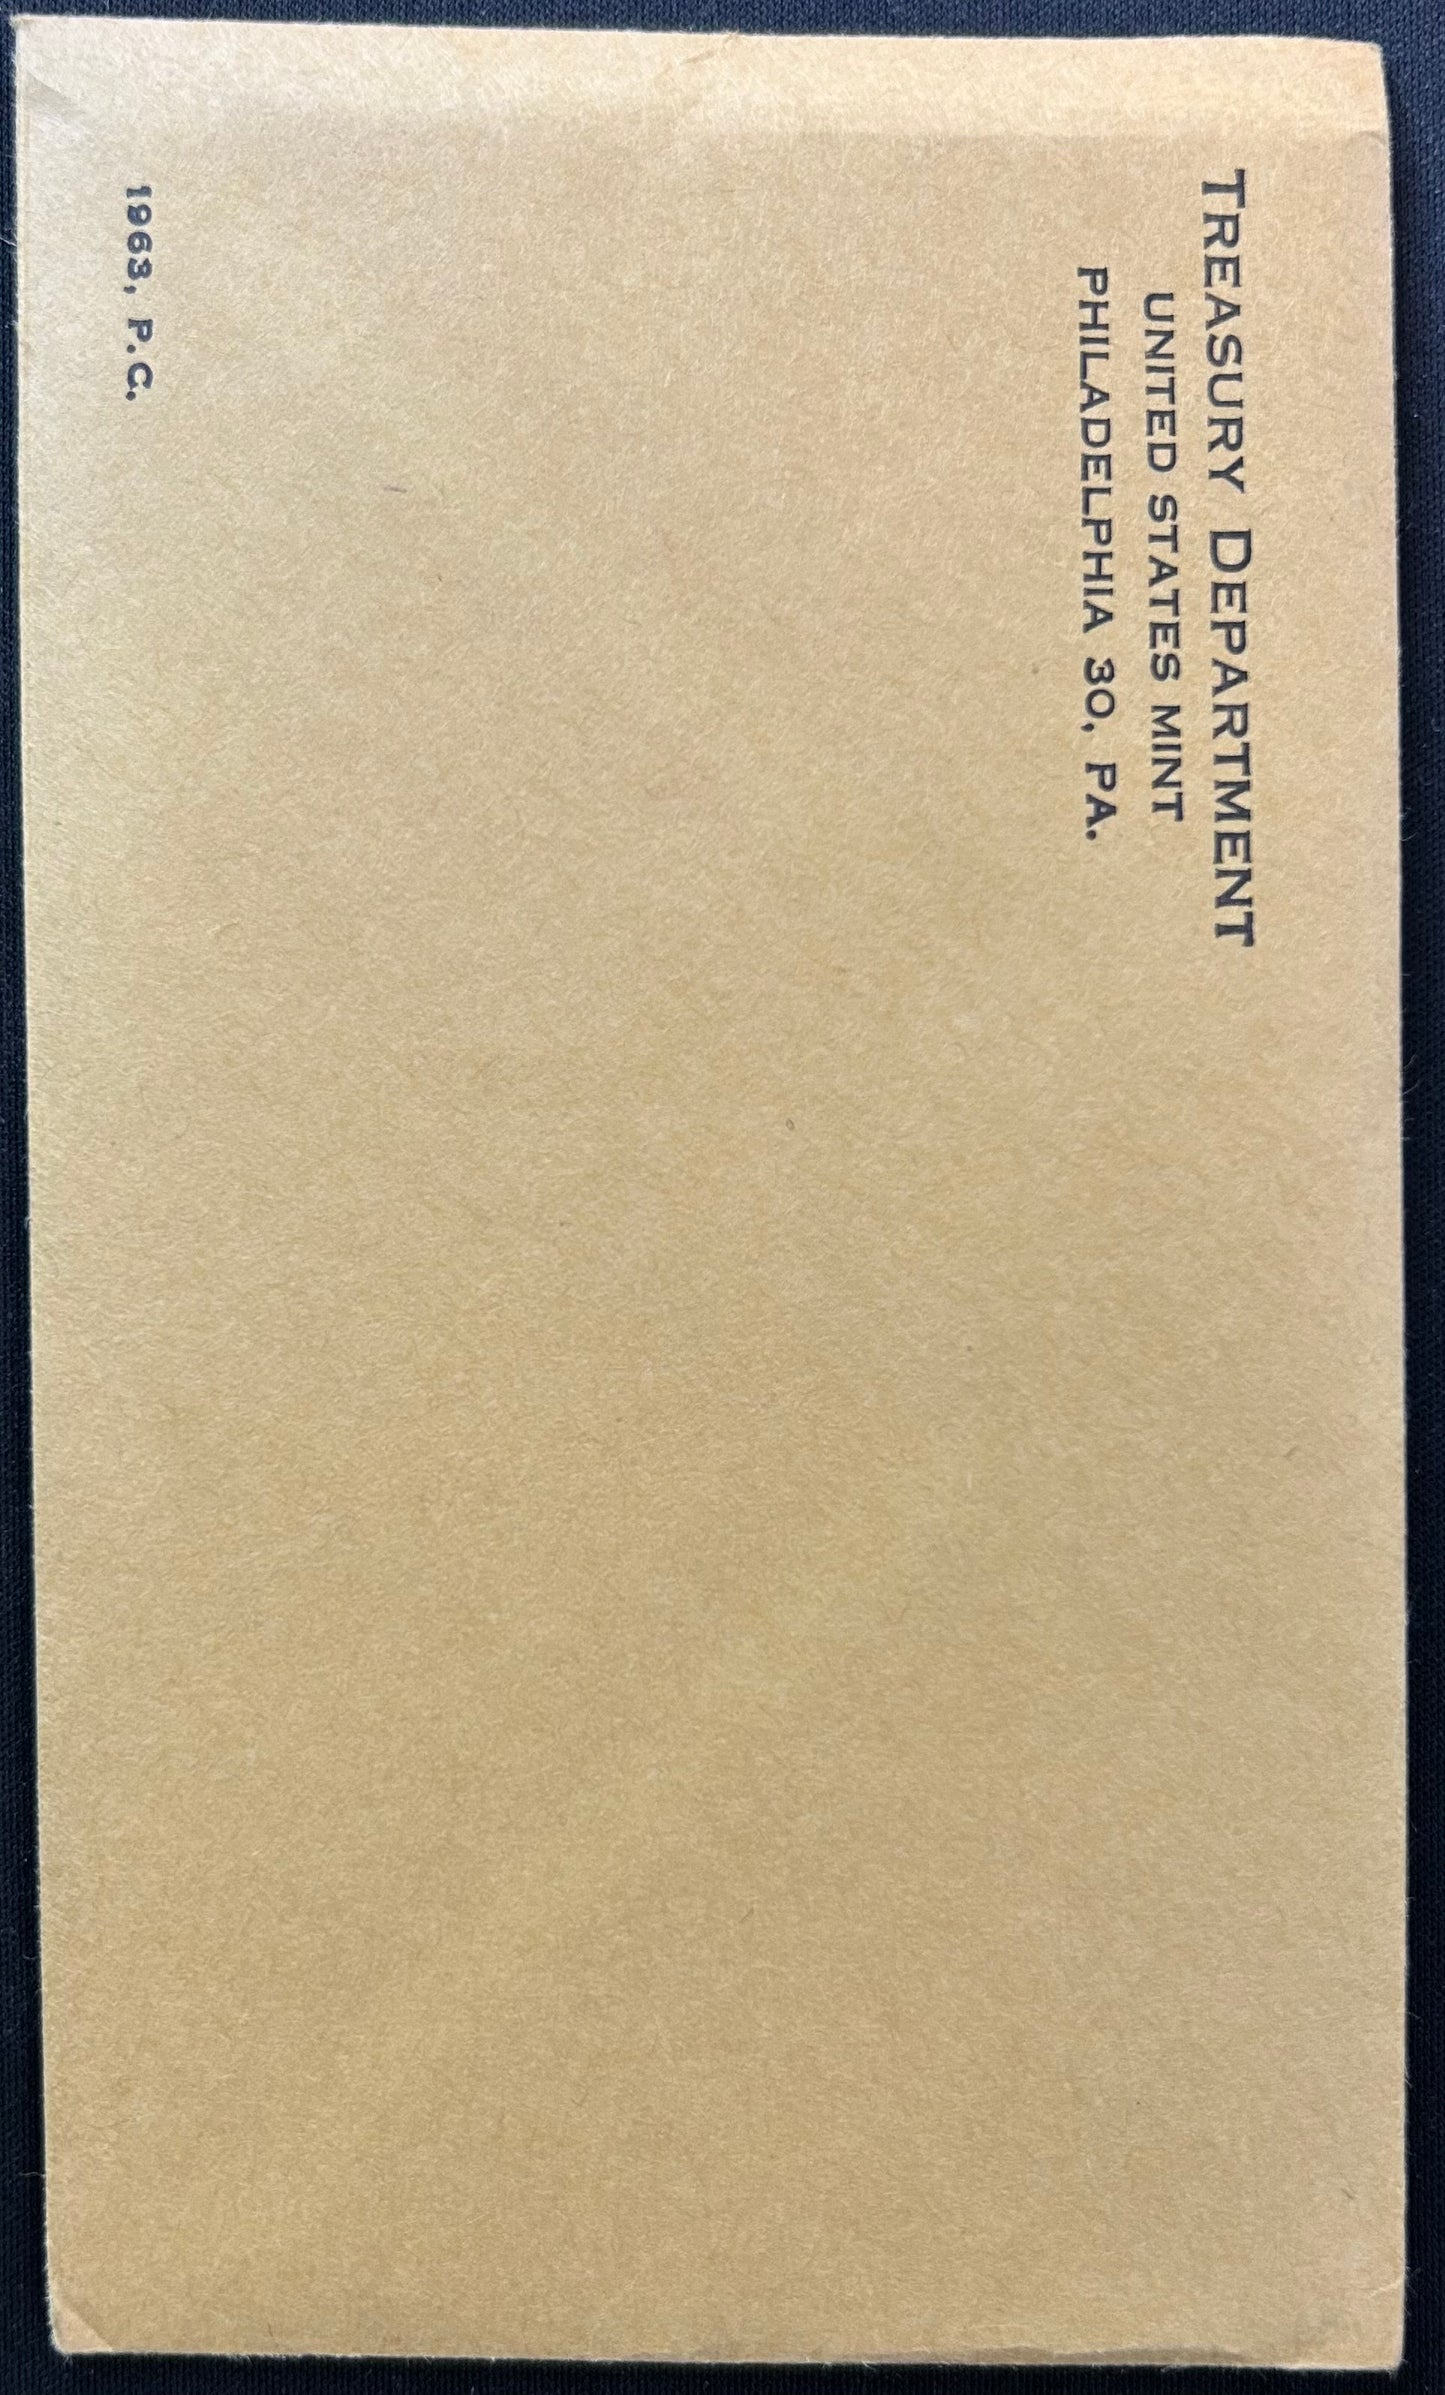 TREASURY DEPARTMENT
UNITED STATES MINT
PHILADELPHIA 30, PA.
1963, P.C.